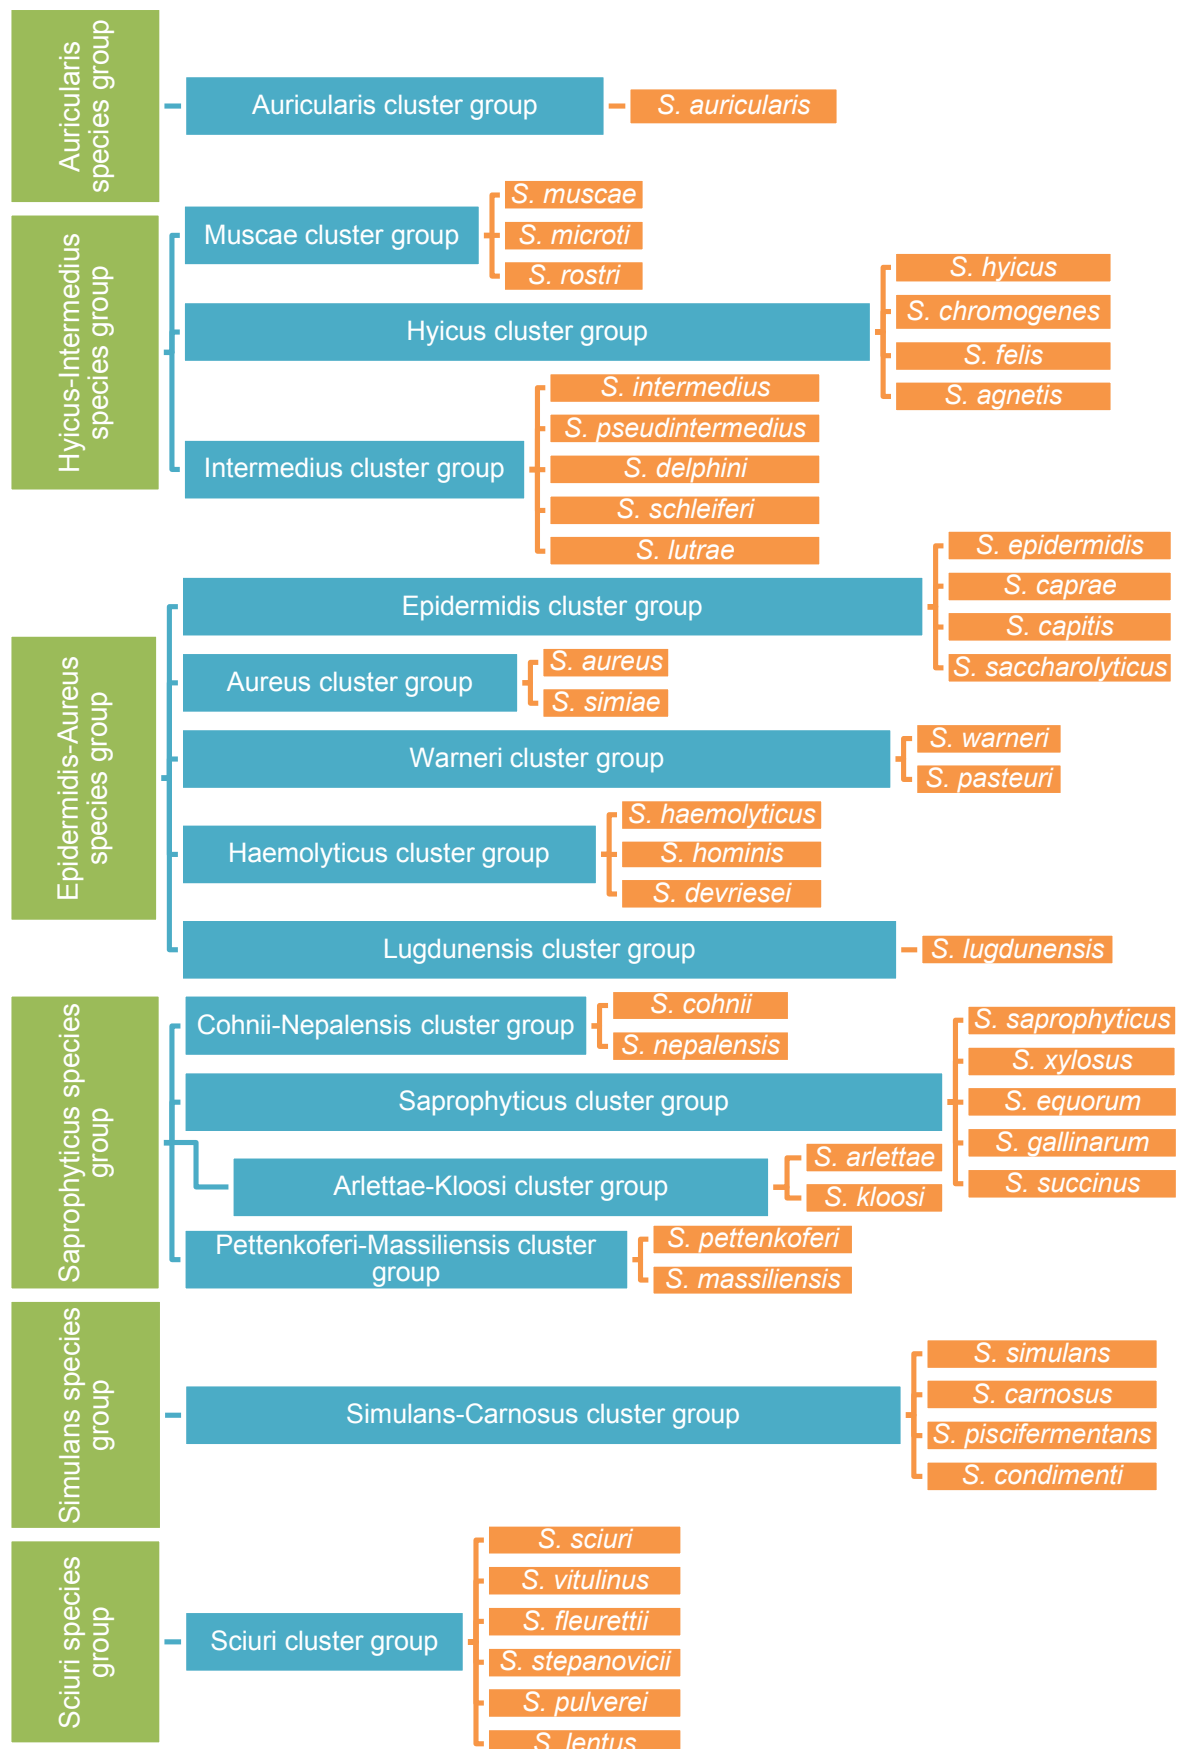 Auricularis
species group
Auricularis cluster group
S. auricularis
Hyicus-Intermedius
species group
Muscae cluster group
S. muscae
S. microti
S. rostri
Hyicus cluster group
S. hyicus
S. chromogenes
S. felis
S. agnetis
Intermedius cluster group
S. intermedius
S. pseudintermedius
S. delphini
S. schleiferi
S. lutrae
Epidermidis-Aureus
species group
Epidermidis cluster group
S. epidermidis
S. caprae
S. capitis
S. saccharolyticus
Aureus cluster group
S. aureus
S. simiae
Warneri cluster group
S. warneri
S. pasteuri
Haemolyticus cluster group
S. haemolyticus
S. hominis
S. devriesei
Lugdunensis cluster group
S. lugdunensis
Saprophyticus species
group
Cohnii-Nepalensis cluster group
S. cohnii
S. nepalensis
Saprophyticus cluster group
S. saprophyticus
S. xylosus
S. equorum
S. gallinarum
S. succinus
Arlettae-Kloosi cluster group
S. arlettae
S. kloosi
Pettenkoferi-Massiliensis cluster
group
S. pettenkoferi
S. massiliensis
Simulans species
group
Simulans-Carnosus cluster group
S. simulans
S. carnosus
S. piscifermentans
S. condimenti
Sciuri species
group
Sciuri cluster group
S. sciuri
S. vitulinus
S. fleurettii
S. stepanovicii
S. pulverei
S. lentus